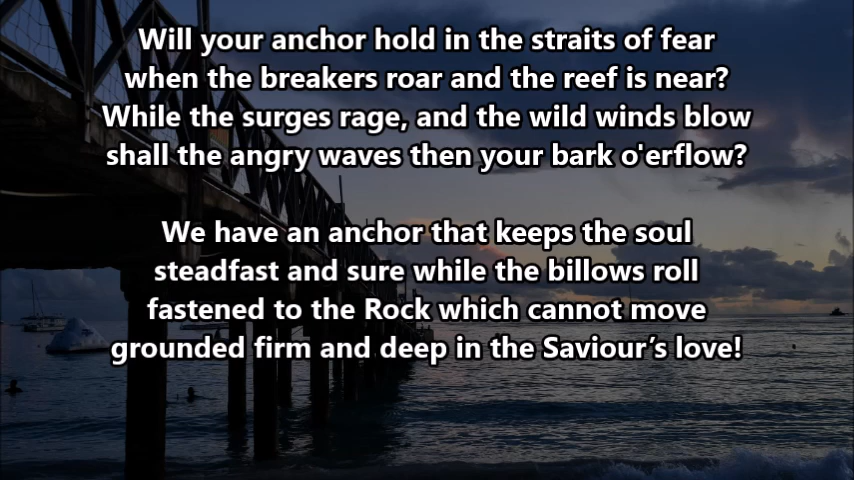 Will your anchor hold in the straits of fear
when the breakers roar and the reef is near?
While the surges rage, and the wild winds blow
shall the angry waves then your bark o'erflow?
We have an anchor that keeps the soul
steadfast and sure while the billows roll
fastened to the Rock which cannot move
grounded firm and deep in the Saviour’s love!